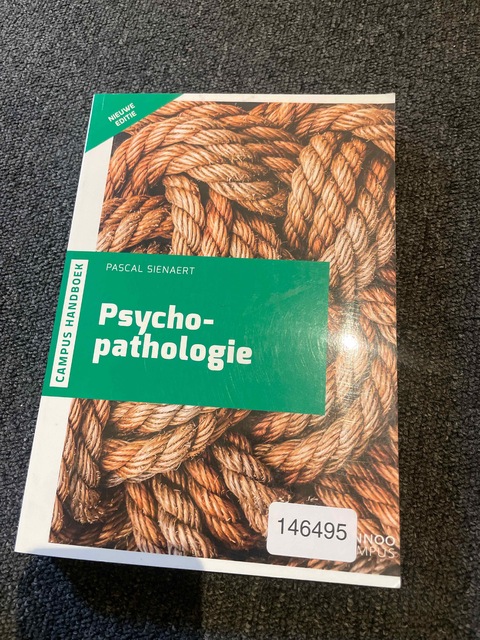 NIEUWE
EDITIE
PASCAL SIENAERT
CAMPUS HANDBOEK
Psycho-
pathologie
146495